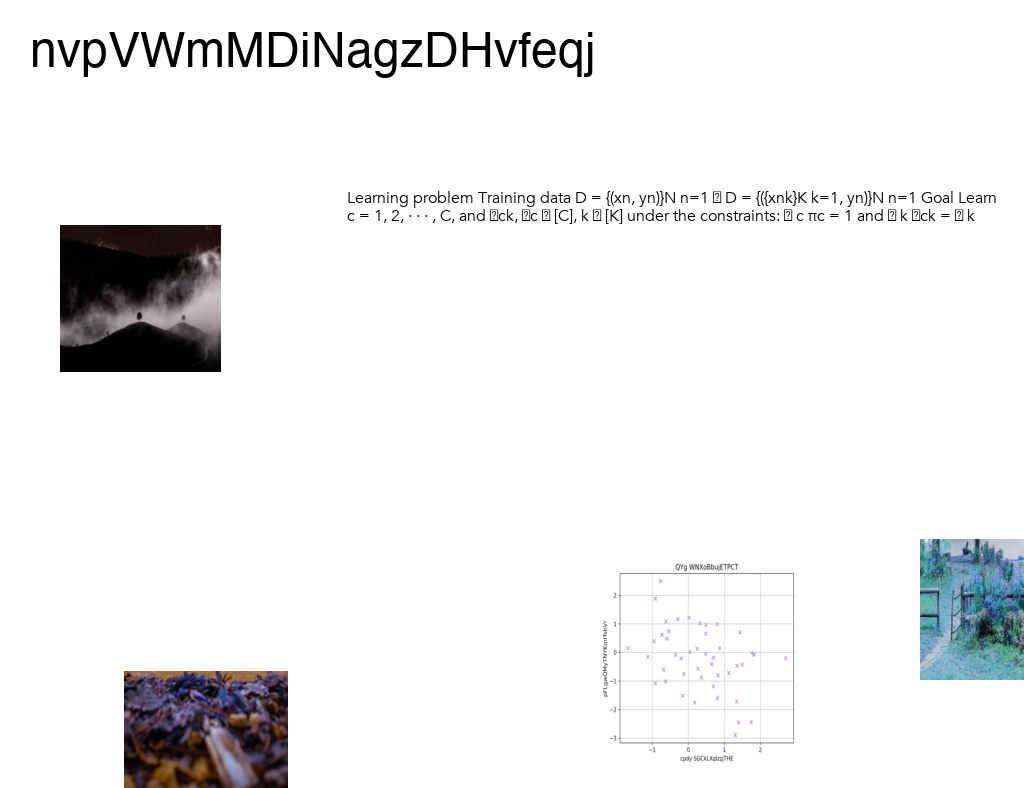 nvpVWmMDiNagzDHvfeqj
Learning problem Training data D = {(xn, yn)}N n=1 D = {({xnk}K k=1, yn)}N n=1 Goal Learn
c = 1, 2, · · · , C, and ck, c [C], k [K] under the constraints: c πc = 1 and k ck = k
QYg WNXoBbujETPCT
2
1
0
−1
−2
−3
−1 0 1 2
cpdy SGCkLXqIzzjTHE